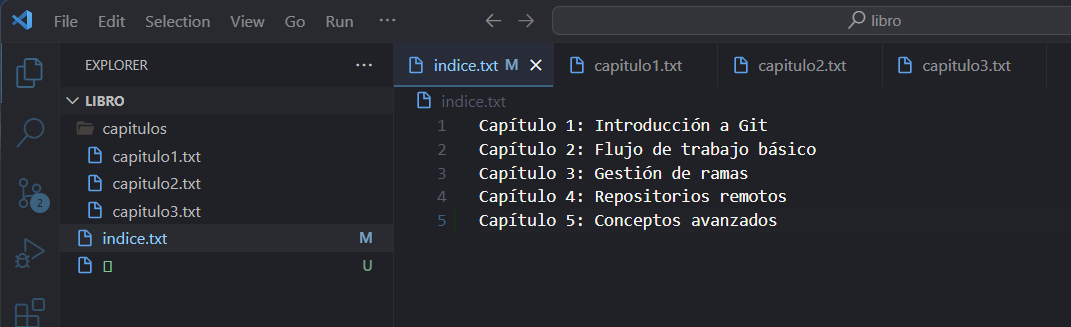 File Edit Selection View Go Run ··· libro
EXPLORER ···
LIBRO
capitulos
capitulo1.txt
capitulo2.txt
capitulo3.txt
indice.txt M
U
2
indice.txt M capitulo1.txt capitulo2.txt capitulo3.txt
indice.txt
1 Capítulo 1: Introducción a Git
2 Capítulo 2: Flujo de trabajo básico
3 Capítulo 3: Gestión de ramas
4 Capítulo 4: Repositorios remotos
5 Capítulo 5: Conceptos avanzados